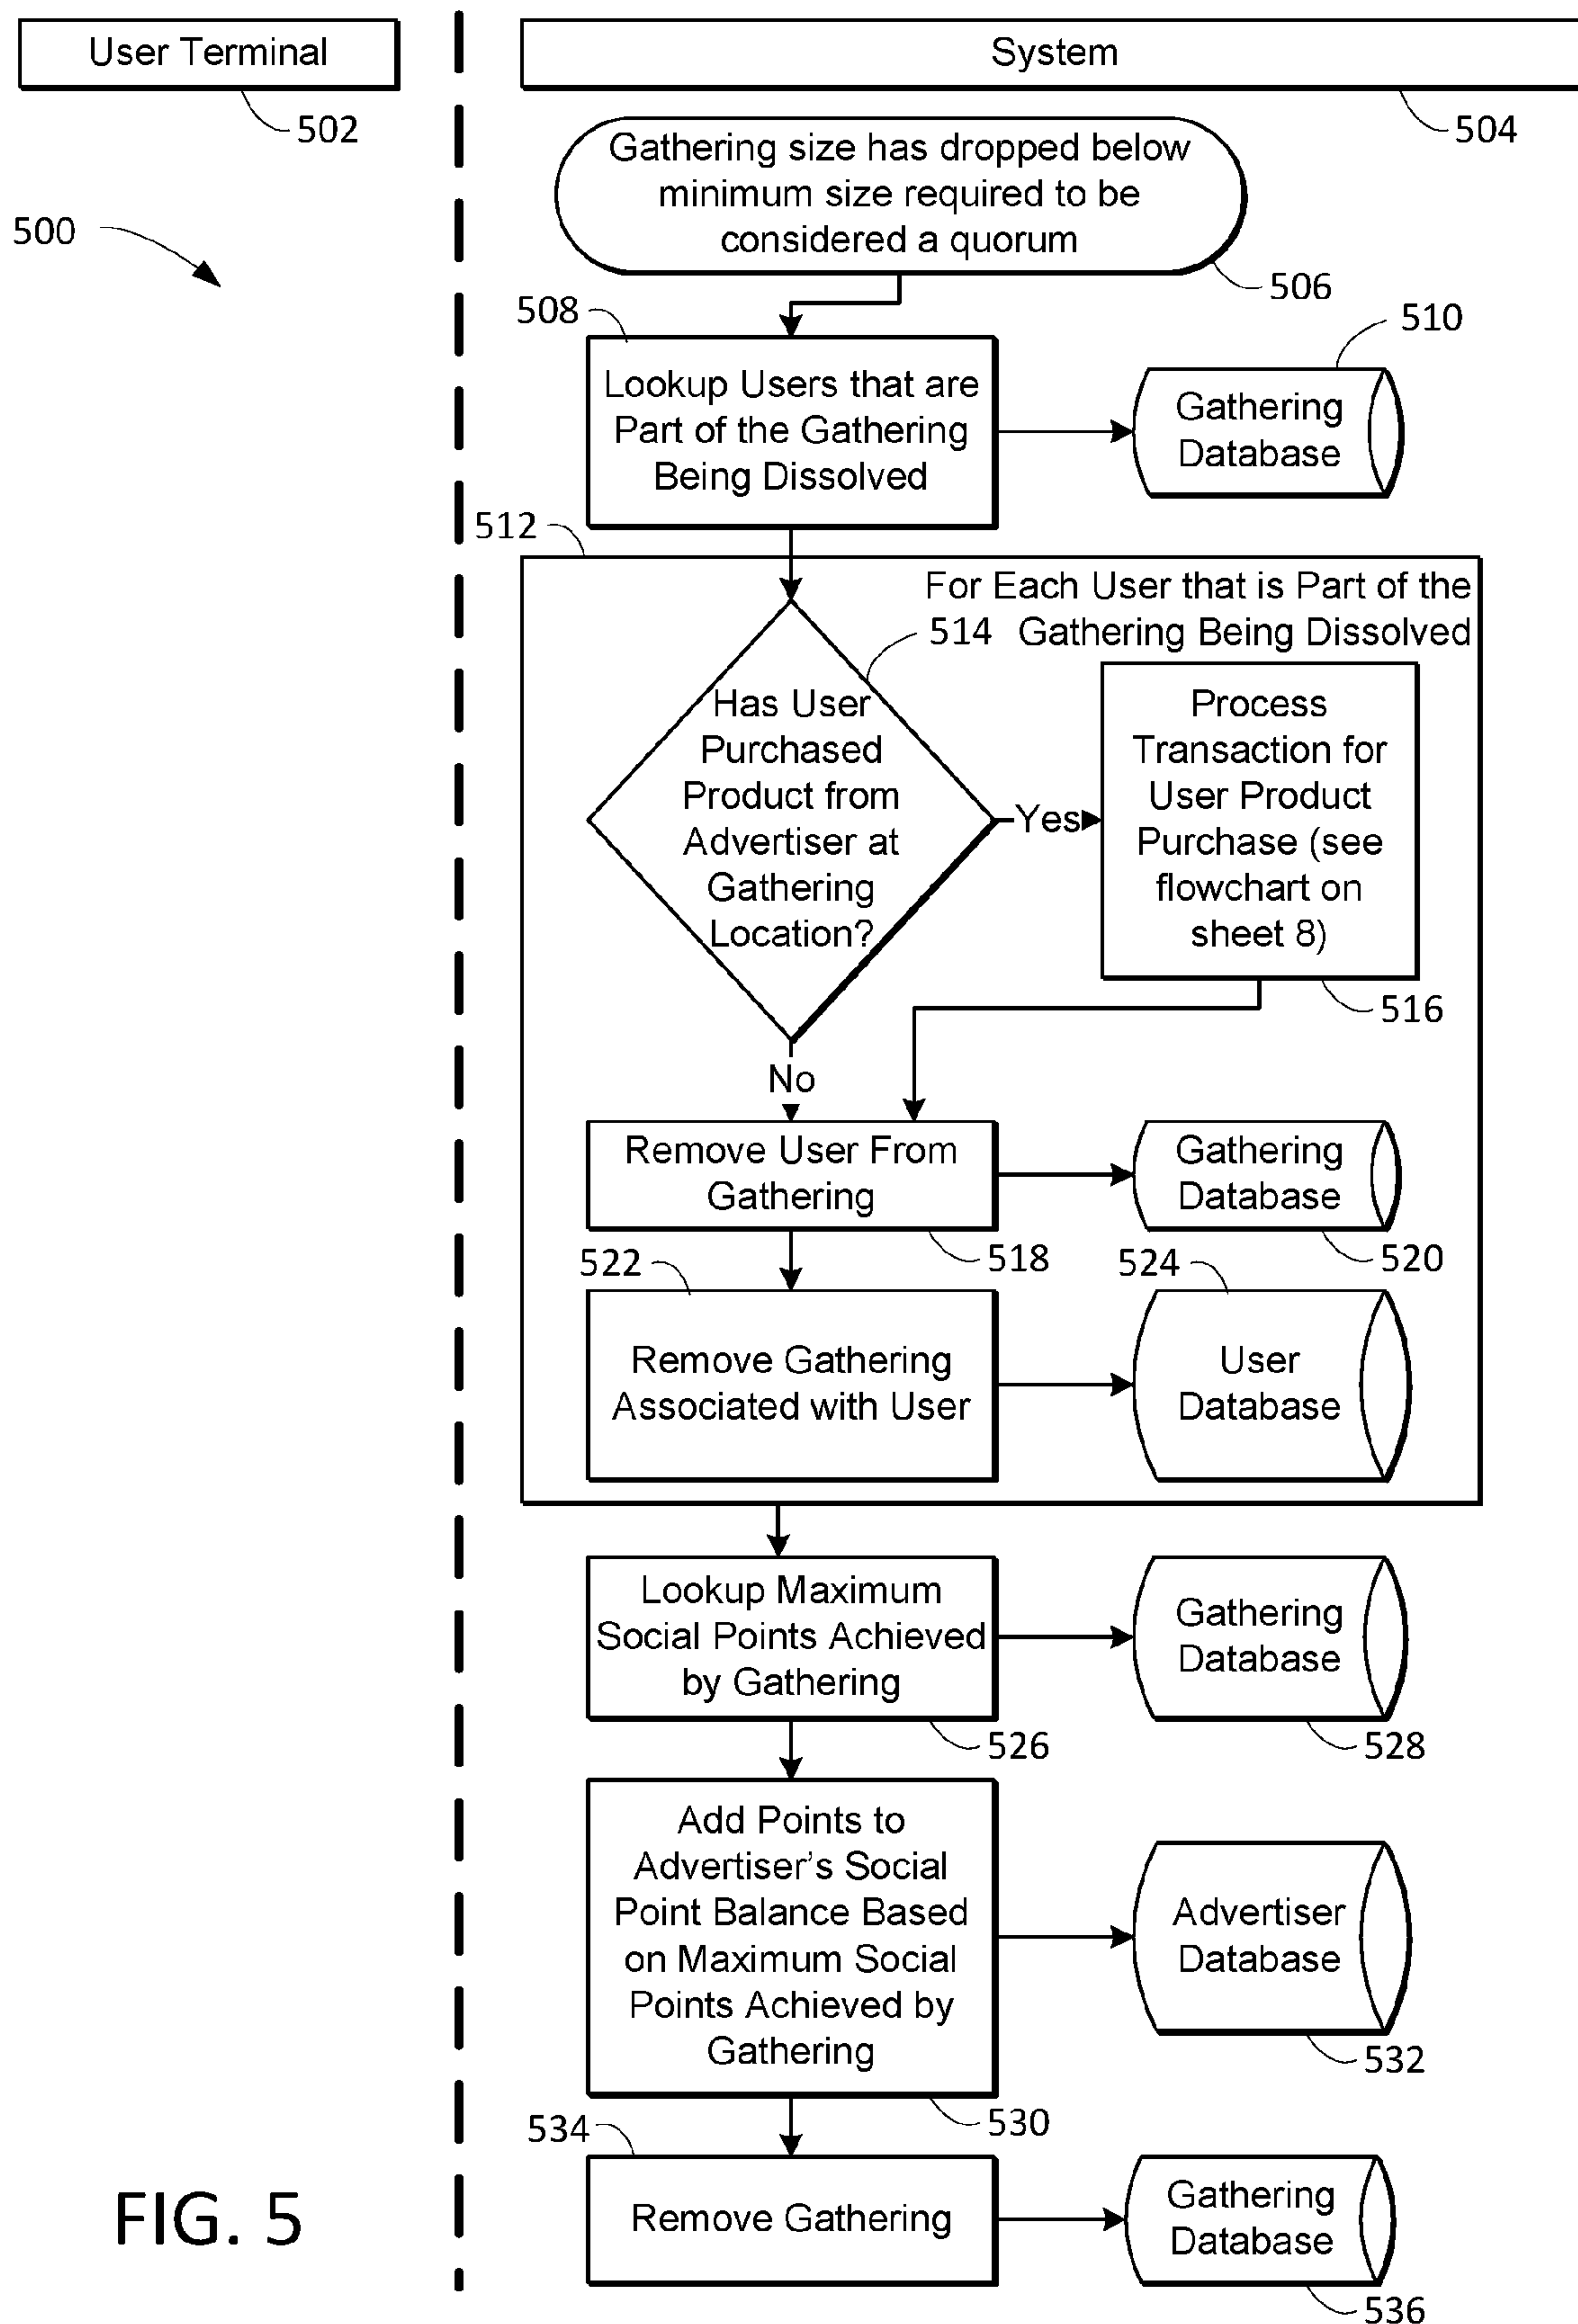 User Terminal
System
502
504
Gathering size has dropped below
minimum size required to be
considered a quorum
500
506
508
510
Lookup Users that are
Part of the Gathering
Being Dissolved
Gathering
Database
512
For Each User that is Part of the
Gathering Being Dissolved
514
Has User
Purchased
Product from
Advertiser at
Gathering
Location?
Yes
Process
Transaction for
User Product
Purchase (see
flowchart on
sheet 8)
516
No
Remove User From
Gathering
Gathering
Database
518
520
522
524
Remove Gathering
Associated with User
User
Database
Lookup Maximum
Social Points Achieved
by Gathering
Gathering
Database
526
528
Add Points to
Advertiser's Social
Point Balance Based
on Maximum Social
Points Achieved by
Gathering
Advertiser
Database
532
530
534
Remove Gathering
Gathering
Database
536
FIG. 5